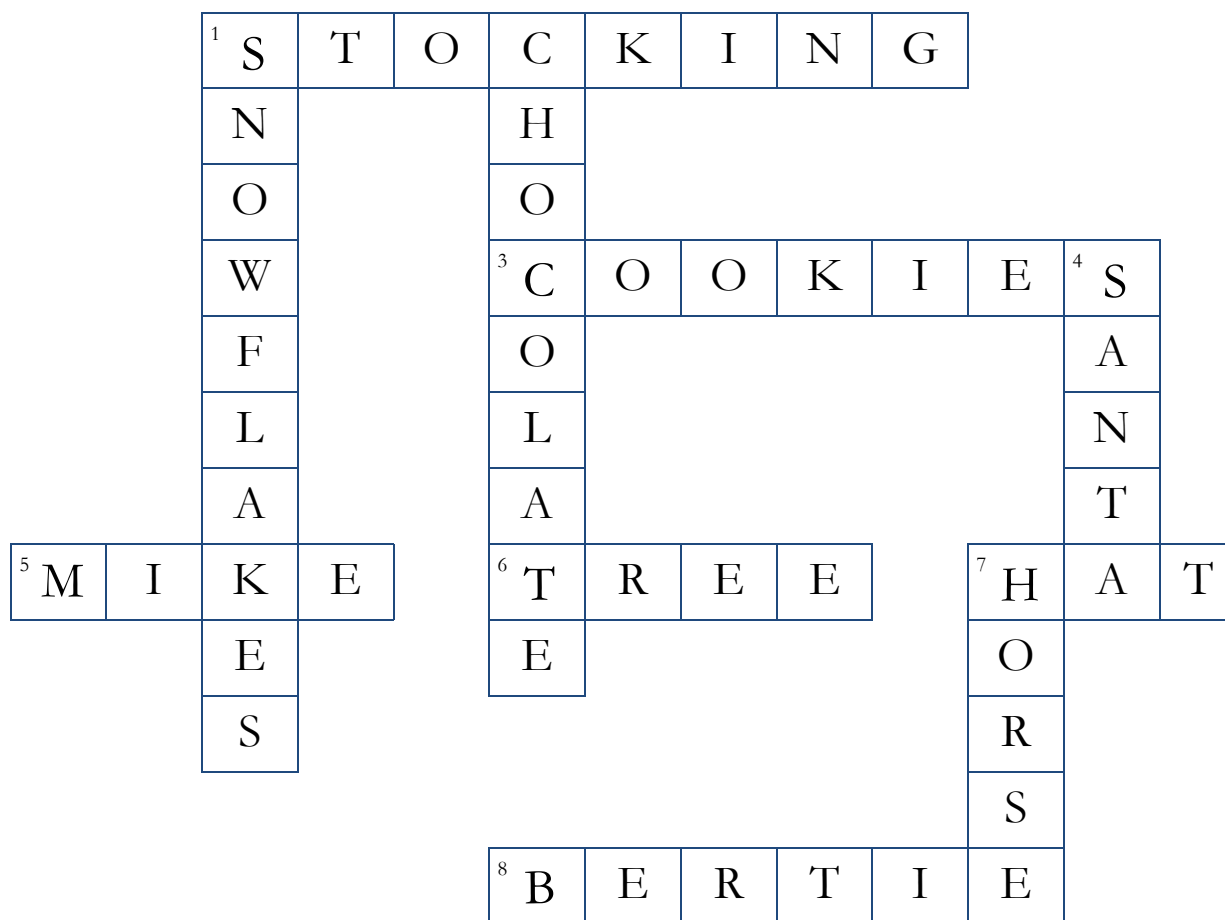 1 S T O C K I N G
N H
O O
W 3 C O O K I E 4 S
F O A
L L N
A A T
5 M I K E 6 T R E E 7 H A T
E E O
S R
S
8 B E R T I E